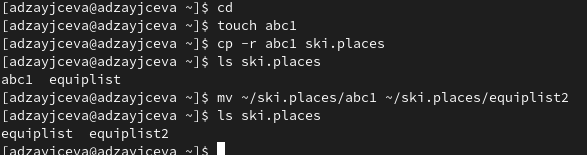 [adzayjceva@adzayjceva ~]$ cd
[adzayjceva@adzayjceva ~]$ touch abc1
[adzayjceva@adzayjceva ~]$ cp -r abc1 ski.places
[adzayjceva@adzayjceva ~]$ ls ski.places
abc1  equiplist
[adzayjceva@adzayjceva ~]$ mv ~/ski.places/abc1 ~/ski.places/equiplist2
[adzayjceva@adzayjceva ~]$ ls ski.places
equiplist  equiplist2
[adzayjceva@adzayjceva ~]$